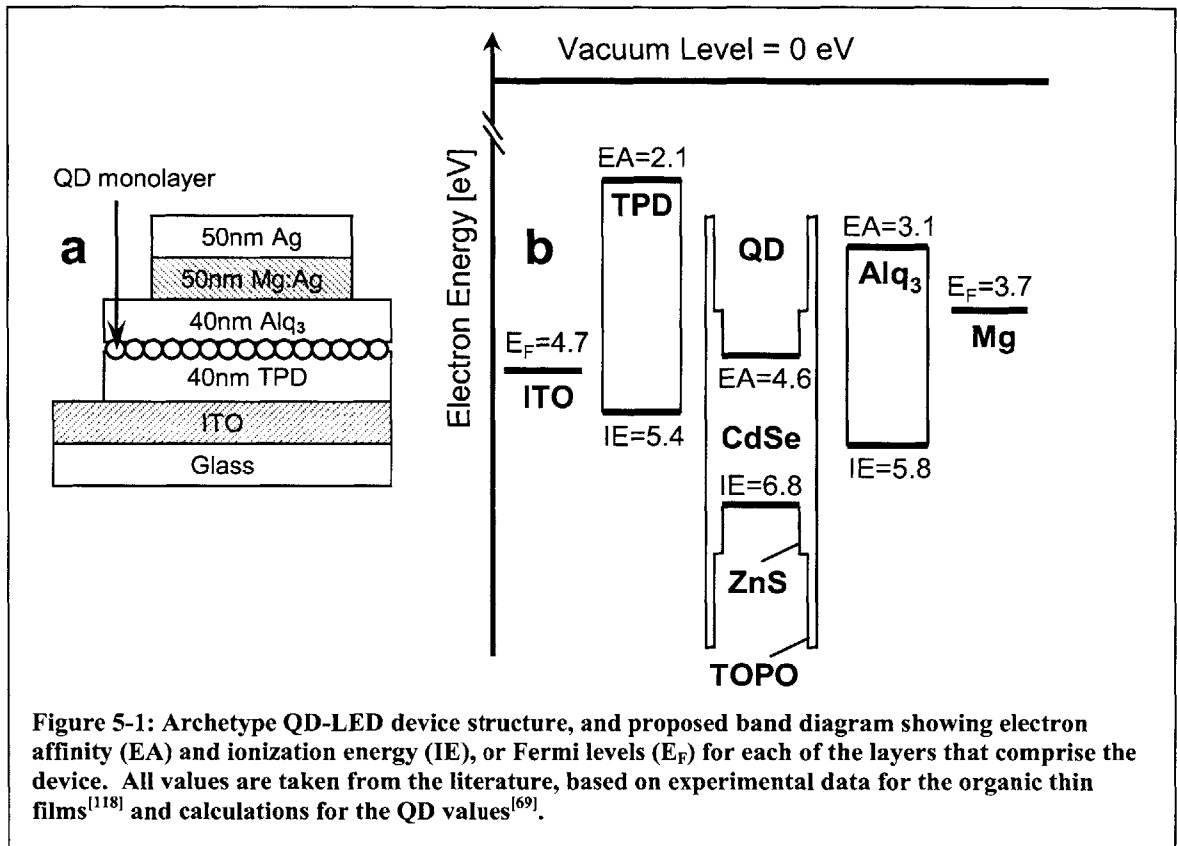 Vacuum Level = 0 eV
QD monolayer
a
50nm Ag
50nm Mg:Ag
40nm Alq₃
40nm TPD
ITO
Glass
Electron Energy [eV]
b
EA=2.1
TPD
IE=5.4
E_F=4.7
ITO
QD
EA=4.6
CdSe
IE=6.8
ZnS
TOPO
EA=3.1
Alq₃
IE=5.8
E_F=3.7
Mg
Figure 5-1: Archetype QD-LED device structure, and proposed band diagram showing electron
affinity (EA) and ionization energy (IE), or Fermi levels (E_F) for each of the layers that comprise the
device. All values are taken from the literature, based on experimental data for the organic thin
films[118] and calculations for the QD values[69].